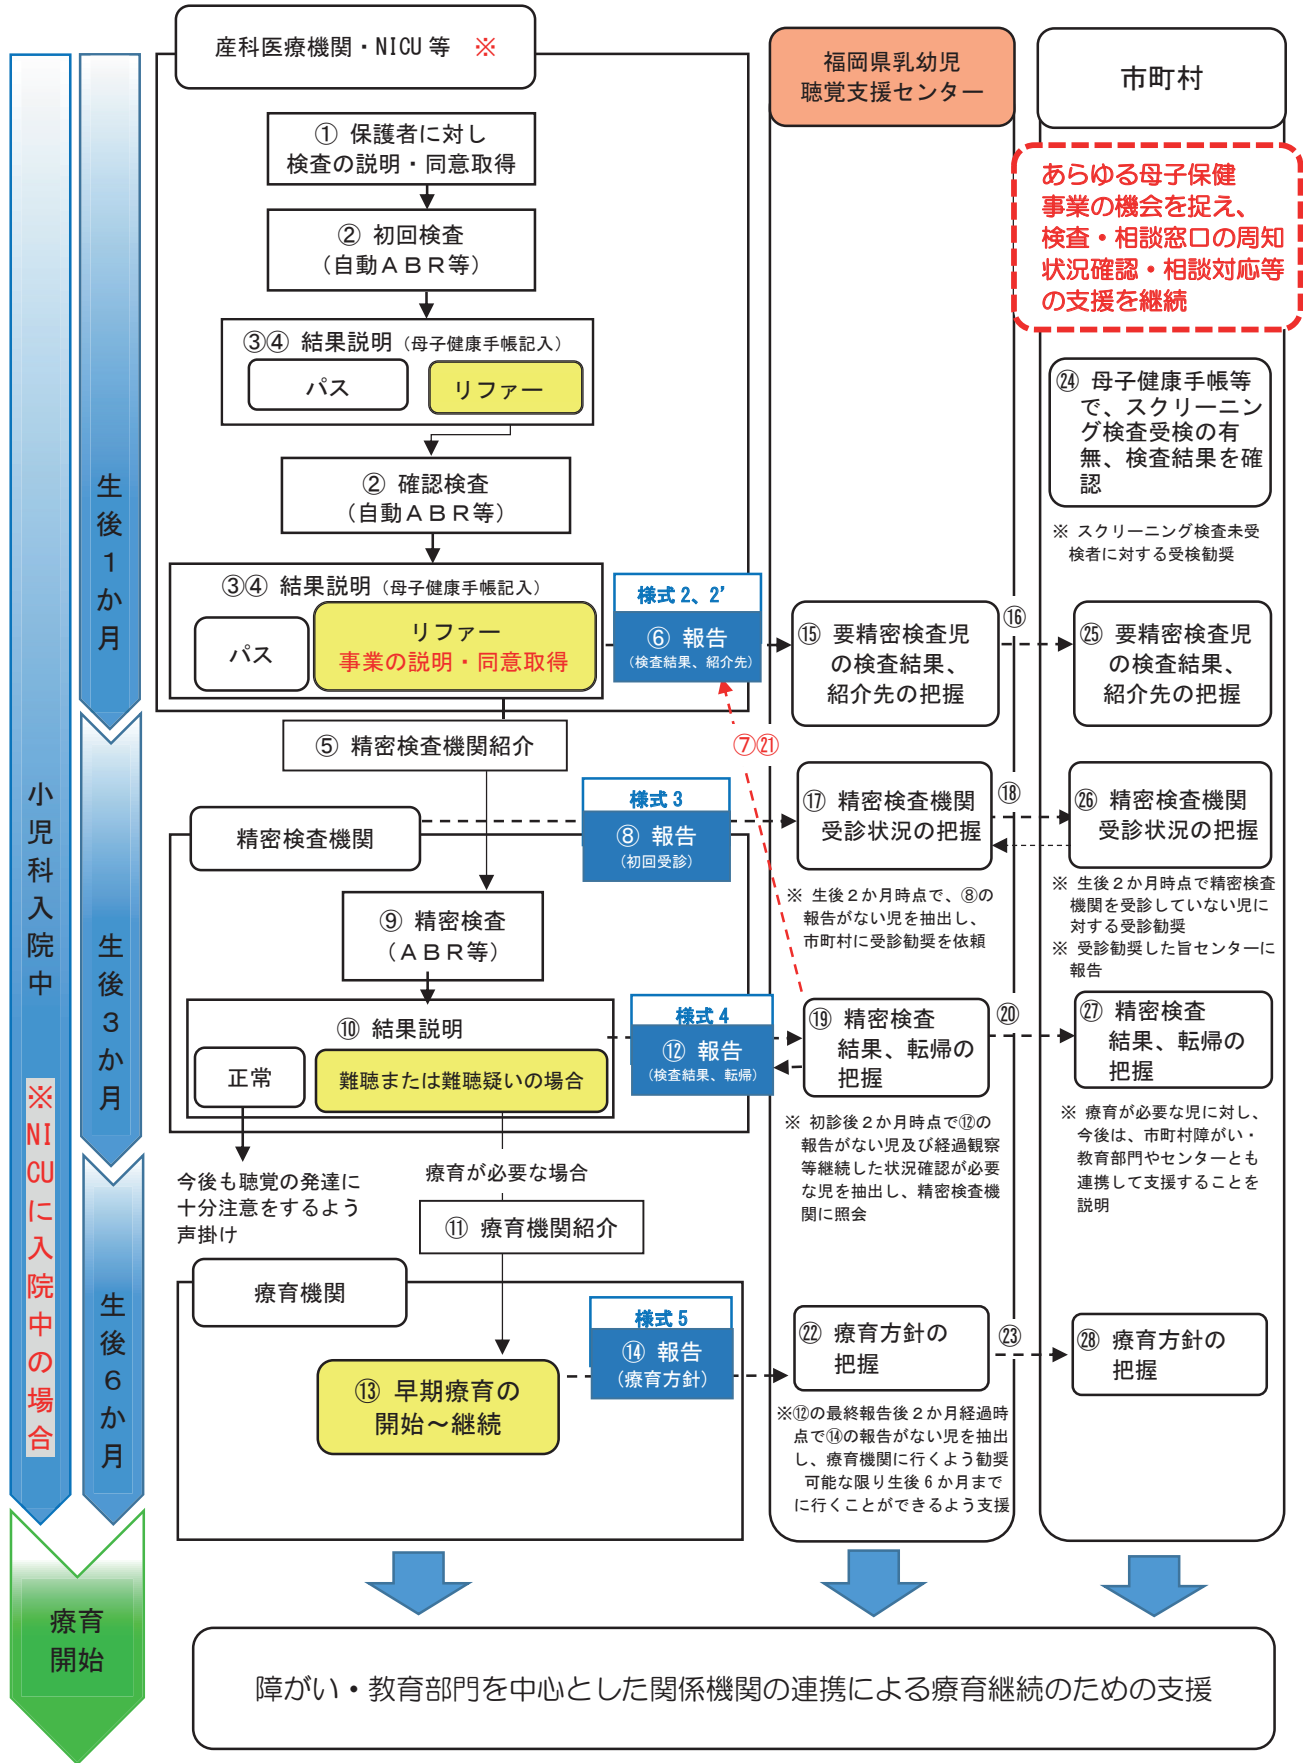 産科医療機関・NICU 等 ※
福岡県乳幼児
聴覚支援センター
市町村
① 保護者に対し
検査の説明・同意取得
② 初回検査
（自動ＡＢＲ等）
③④ 結果説明（母子健康手帳記入）
パス
リファー
② 確認検査
（自動ＡＢＲ等）
③④ 結果説明（母子健康手帳記入）
パス
リファー
事業の説明・同意取得
様式 2、2’
⑥ 報告
（検査結果、紹介先）
⑤ 精密検査機関紹介
あらゆる母子保健
事業の機会を捉え、
検査・相談窓口の周知
状況確認・相談対応等
の支援を継続
㉔ 母子健康手帳等
で、スクリーニン
グ検査受検の有
無、検査結果を確
認
※ スクリーニング検査未受
検者に対する受検勧奨
⑮ 要精密検査児
の検査結果、
紹介先の把握
⑯
㉕ 要精密検査児
の検査結果、
紹介先の把握
⑦㉑
精密検査機関
様式 3
⑧ 報告
（初回受診）
⑰ 精密検査機関
受診状況の把握
⑱
㉖ 精密検査機関
受診状況の把握
※ 生後２か月時点で、⑧の
報告がない児を抽出し、
市町村に受診勧奨を依頼
※ 生後２か月時点で精密検査
機関を受診していない児に
対する受診勧奨
※ 受診勧奨した旨センターに
報告
⑨ 精密検査
（ＡＢＲ等）
⑩ 結果説明
正常
難聴または難聴疑いの場合
様式 4
⑫ 報告
（検査結果、転帰）
⑲ 精密検査
結果、転帰の
把握
⑳
㉗ 精密検査
結果、転帰の
把握
※ 初診後２か月時点で⑫の
報告がない児及び経過観察
等継続した状況確認が必要
な児を抽出し、精密検査機
関に照会
※ 療育が必要な児に対し、
今後は、市町村障がい・
教育部門やセンターとも
連携して支援することを
説明
今後も聴覚の発達に
十分注意をするよう
声掛け
療育が必要な場合
⑪ 療育機関紹介
療育機関
⑬ 早期療育の
開始～継続
様式 5
⑭ 報告
（療育方針）
㉒ 療育方針の
把握
㉓
㉘ 療育方針の
把握
※⑫の最終報告後２か月経過時
点で⑭の報告がない児を抽出
し、療育機関に行くよう勧奨
可能な限り生後６か月まで
に行くことができるよう支援
小児科入院中
※NICUに入院中の場合
生後１か月
生後３か月
生後６か月
療育
開始
障がい・教育部門を中心とした関係機関の連携による療育継続のための支援